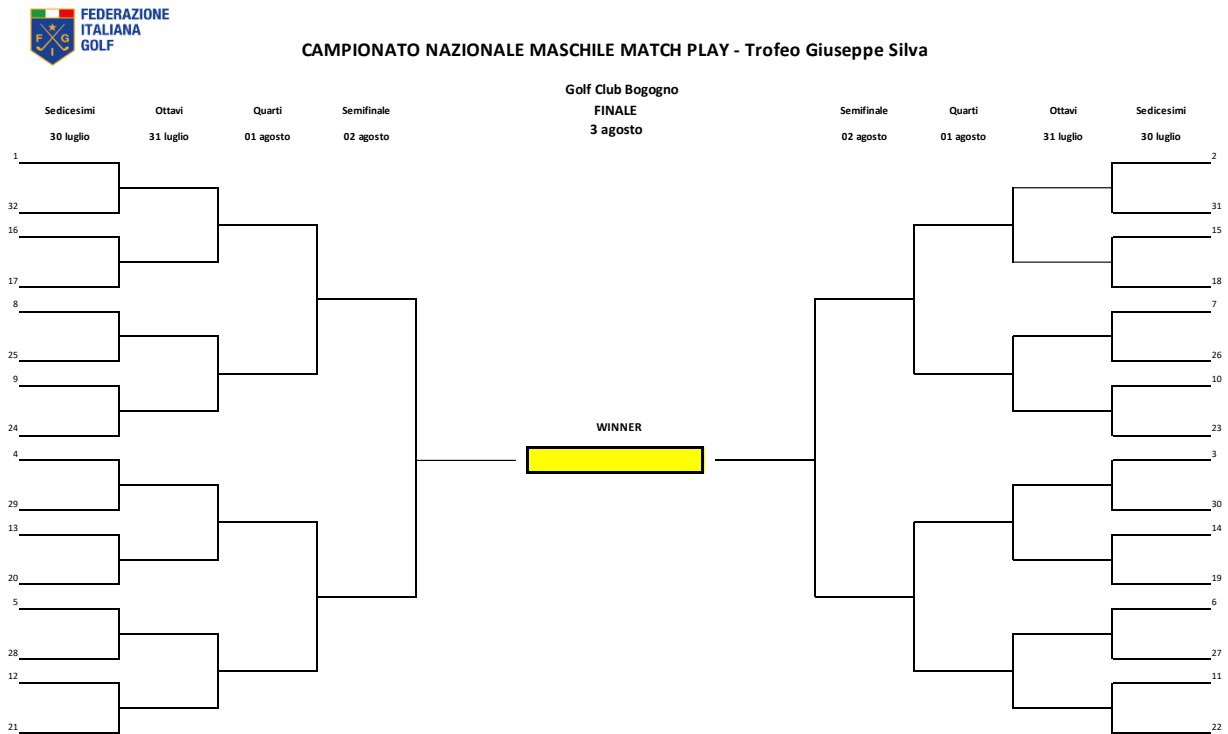 FEDERAZIONE
ITALIANA
GOLF
F G
I
CAMPIONATO NAZIONALE MASCHILE MATCH PLAY - Trofeo Giuseppe Silva
Golf Club Bogogno
Sedicesimi Ottavi Quarti Semifinale FINALE Semifinale Quarti Ottavi Sedicesimi
30 luglio 31 luglio 01 agosto 02 agosto 3 agosto 02 agosto 01 agosto 31 luglio 30 luglio
1 2
32 31
16 15
17 18
8 7
25 26
9 10
24 23
WINNER
4 3
29 30
13 14
20 19
5 6
28 27
12 11
21 22